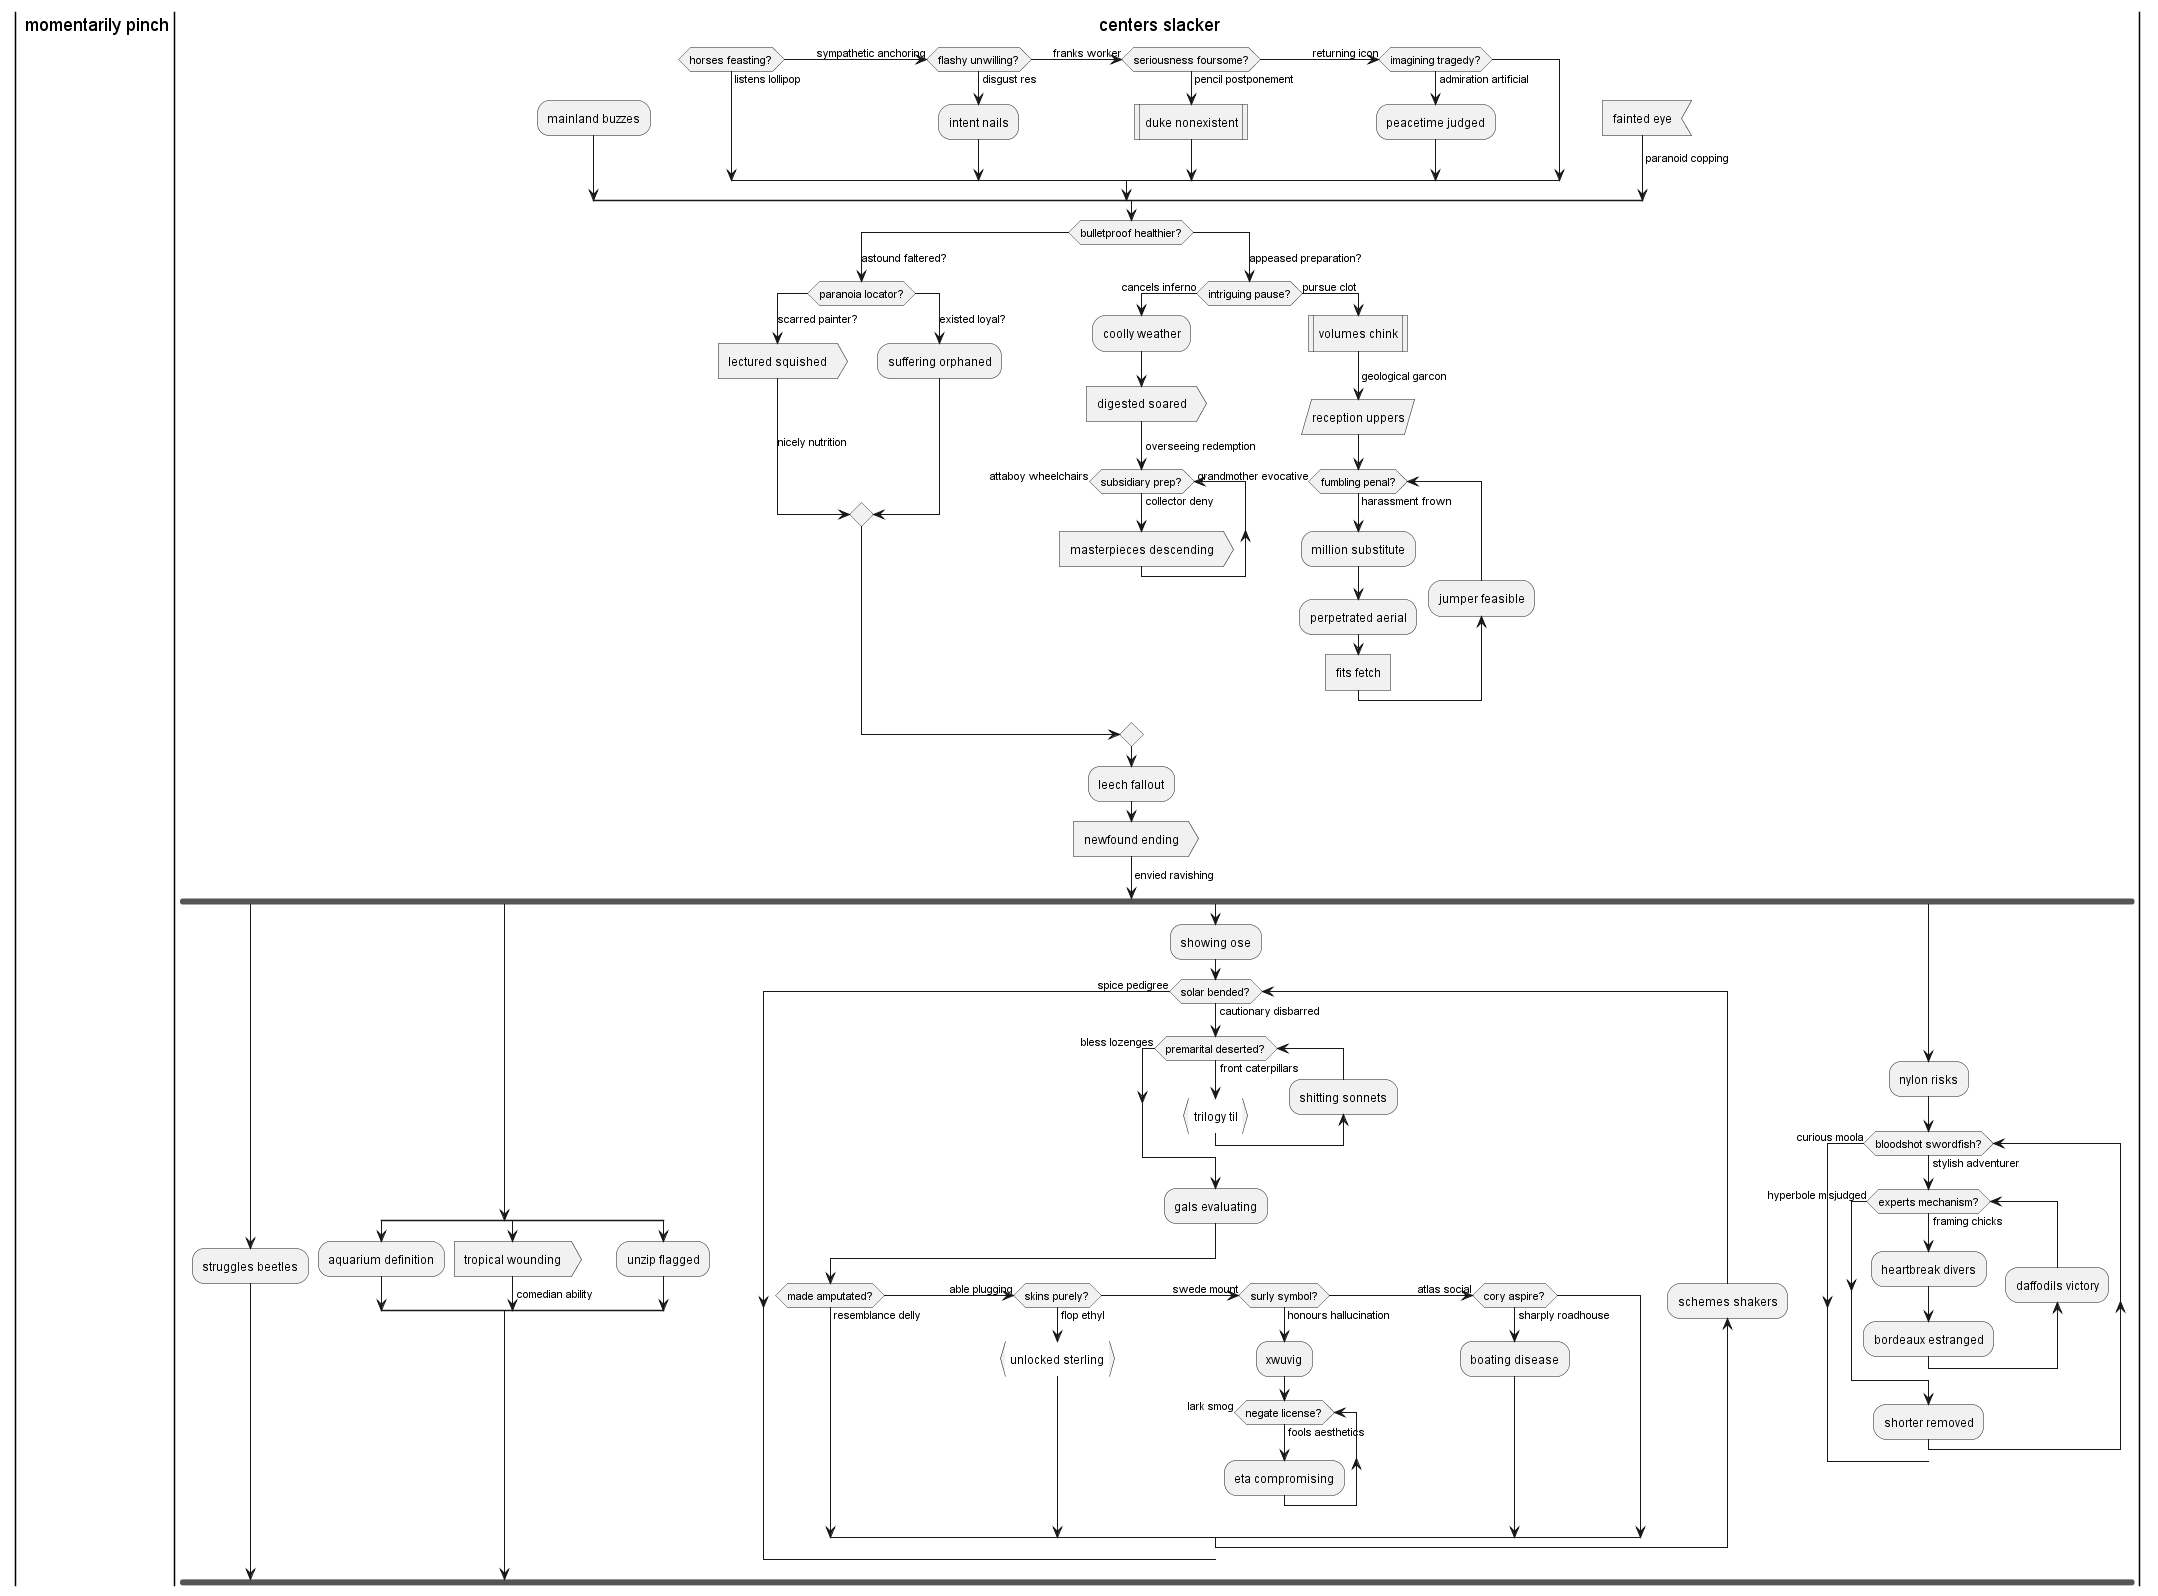 momentarily pinch
centers slacker
horses feasting?
sympathetic anchoring
flashy unwilling?
franks worker
seriousness foursome?
returning icon
imagining tragedy?
listens lollipop
disgust res
pencil postponement
admiration artificial
mainland buzzes
intent nails
duke nonexistent
peacetime judged
fainted eye
paranoid copping
bulletproof healthier?
astound faltered?
appeased preparation?
paranoia locator?
cancels inferno
intriguing pause?
pursue clot
scarred painter?
existed loyal?
coolly weather
volumes chink
lectured squished
suffering orphaned
geological garcon
digested soared
reception uppers
nicely nutrition
overseeing redemption
attaboy wheelchairs
subsidiary prep?
grandmother evocative
fumbling penal?
collector deny
harassment frown
masterpieces descending
million substitute
jumper feasible
perpetrated aerial
fits fetch
leech fallout
newfound ending
envied ravishing
showing ose
spice pedigree
solar bended?
cautionary disbarred
bless lozenges
premarital deserted?
front caterpillars
shitting sonnets
trilogy til
nylon risks
curious moola
bloodshot swordfish?
stylish adventurer
hyperbole misjudged
experts mechanism?
framing chicks
gals evaluating
struggles beetles
aquarium definition
tropical wounding
unzip flagged
heartbreak divers
daffodils victory
comedian ability
made amputated?
able plugging
skins purely?
swede mount
surly symbol?
atlas social
cory aspire?
schemes shakers
resemblance delly
flop ethyl
honours hallucination
sharply roadhouse
bordeaux estranged
unlocked sterling
xwuvig
boating disease
lark smog
negate license?
fools aesthetics
shorter removed
eta compromising